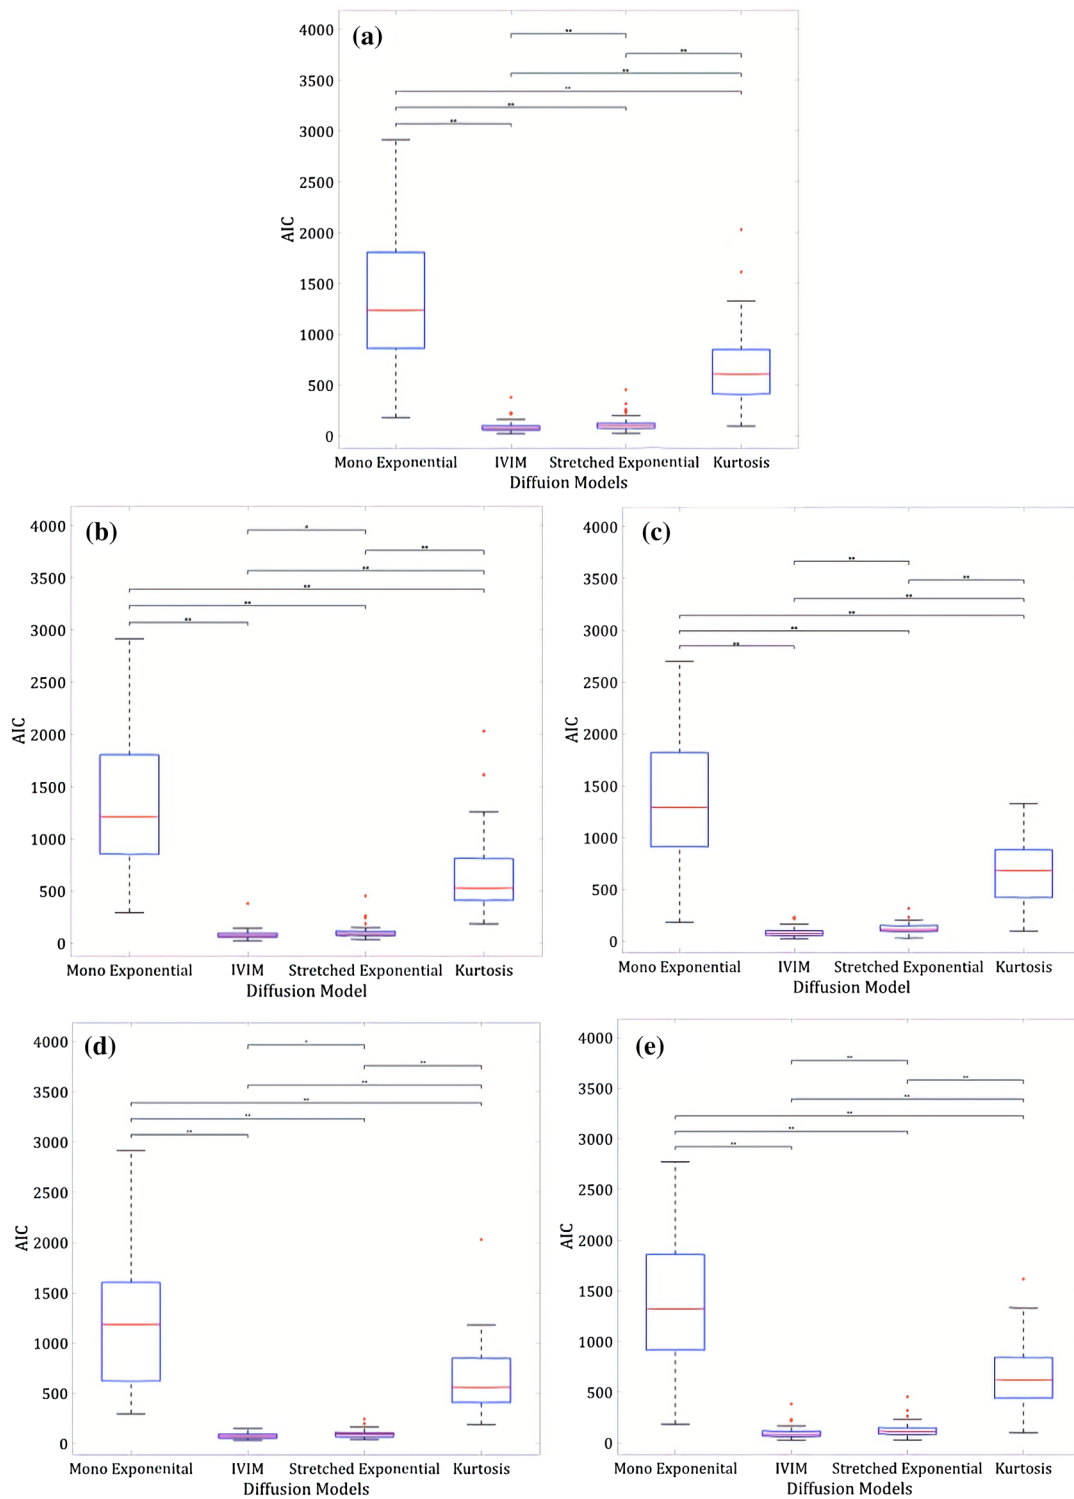 (a)
4000
3500
3000
2500
2000
1500
1000
500
0
AIC
** ** ** ** ** **
Mono Exponential IVIM Stretched Exponential Kurtosis
Diffuion Models
(b)
4000
3500
3000
2500
2000
1500
1000
500
0
AIC
* ** ** ** ** **
Mono Exponential IVIM Stretched Exponential Kurtosis
Diffusion Model
(c)
4000
3500
3000
2500
2000
1500
1000
500
0
AIC
** ** ** ** ** **
Mono Exponential IVIM Stretched Exponential Kurtosis
Diffusion Model
(d)
4000
3500
3000
2500
2000
1500
1000
500
0
AIC
* ** ** ** ** **
Mono Exponenital IVIM Stretched Exponential Kurtosis
Diffusion Models
(e)
4000
3500
3000
2500
2000
1500
1000
500
0
AIC
** ** ** ** ** **
Mono Exponenital IVIM Stretched Exponential Kurtosis
Diffusion Models